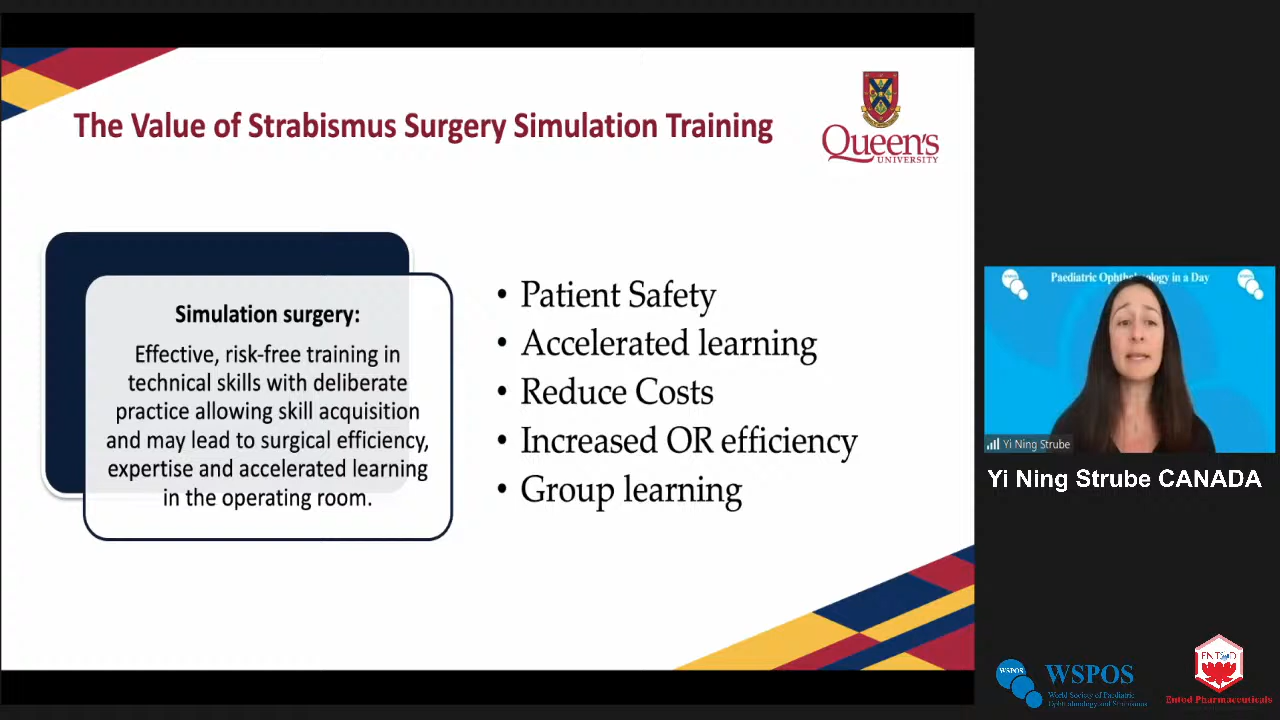 The Value of Strabismus Surgery Simulation Training
Queen's
UNIVERSITY
Simulation surgery:
Effective, risk-free training in
technical skills with deliberate
practice allowing skill acquisition
and may lead to surgical efficiency,
expertise and accelerated learning
in the operating room.
• Patient Safety
• Accelerated learning
• Reduce Costs
• Increased OR efficiency
• Group learning
Paediatric Ophthalmology in a Day
Yi Ning Strube
Yi Ning Strube CANADA
WSPOS
WSPOS
World Society of Paediatric
Ophthalmology and Strabismus
ENTOD
Entod Pharmaceuticals